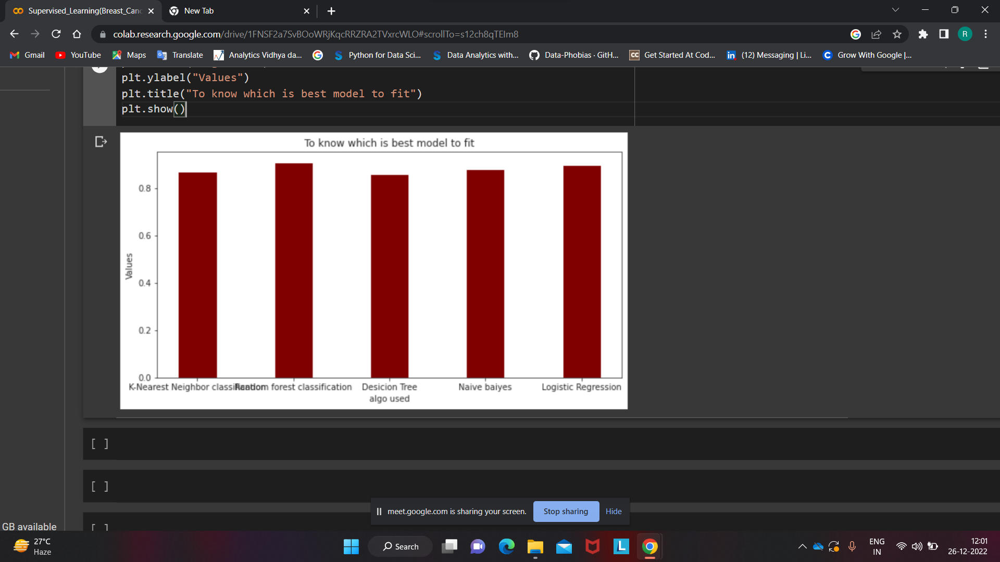 Supervised_Learning(Breast_Canc
New Tab
colab.research.google.com/drive/1FNSF2a7SvBOoWRjKqcRRZRA2TVxrcWLO#scrollTo=s12ch8qTEIm8
R
Gmail
YouTube
Maps
Translate
Analytics Vidhya da...
Python for Data Sci...
Data Analytics with...
Data-Phobias · GitH...
CC
Get Started At Cod...
in
(12) Messaging | Li...
Grow With Google |...
plt.ylabel("Values")
plt.title("To know which is best model to fit")
plt.show()
To know which is best model to fit
0.8
0.6
0.4
0.2
0.0
Values
K-Nearest Neighbor classification
Random forest classification
Desicion Tree
Naive baiyes
Logistic Regression
algo used
[ ]
[ ]
[ ]
meet.google.com is sharing your screen.
Stop sharing
Hide
GB available
27°C
Haze
Search
L
ENG
IN
12:01
26-12-2022